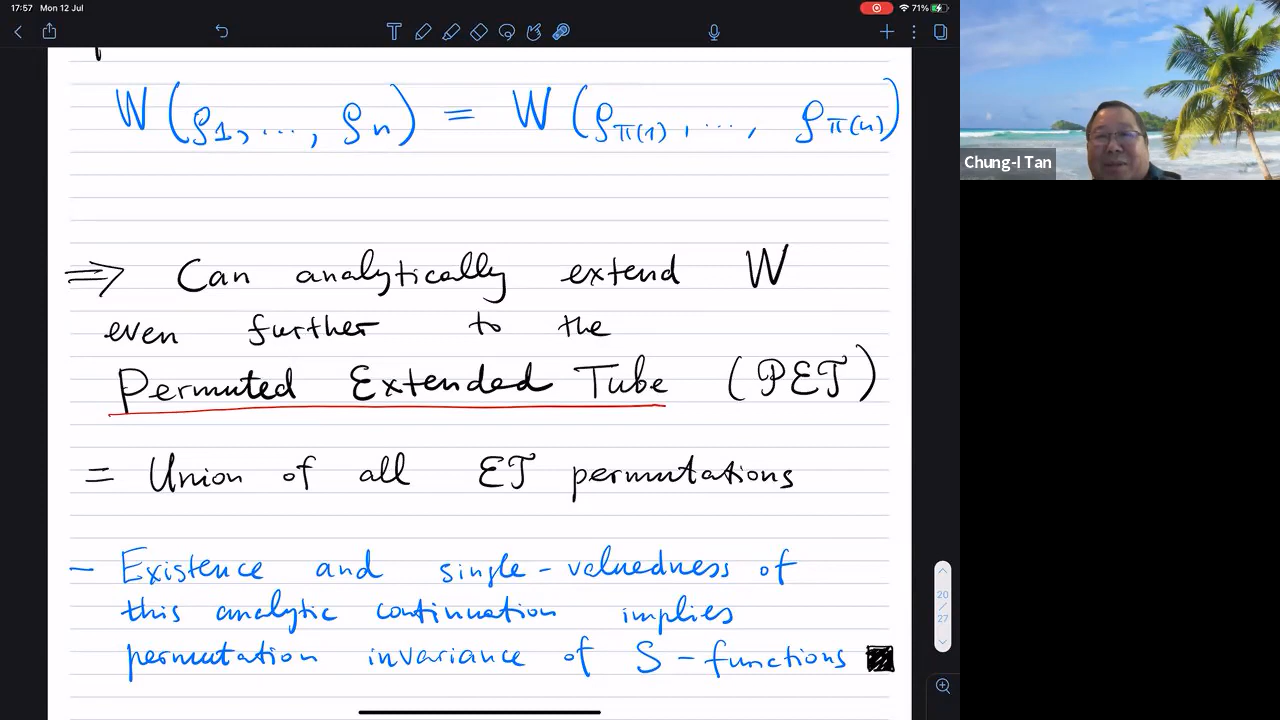 17:57 Mon 12 Jul
71%
W(ρ1, ..., ρn) = W(ρπ(1), ..., ρπ(n))
⇒ Can analytically extend W
even further to the
Permuted Extended Tube (PET)
= Union of all ET permutations
- Existence and single-valuedness of
this analytic continuation implies
permutation invariance of S-functions ■
20
/
27
Chung-I Tan